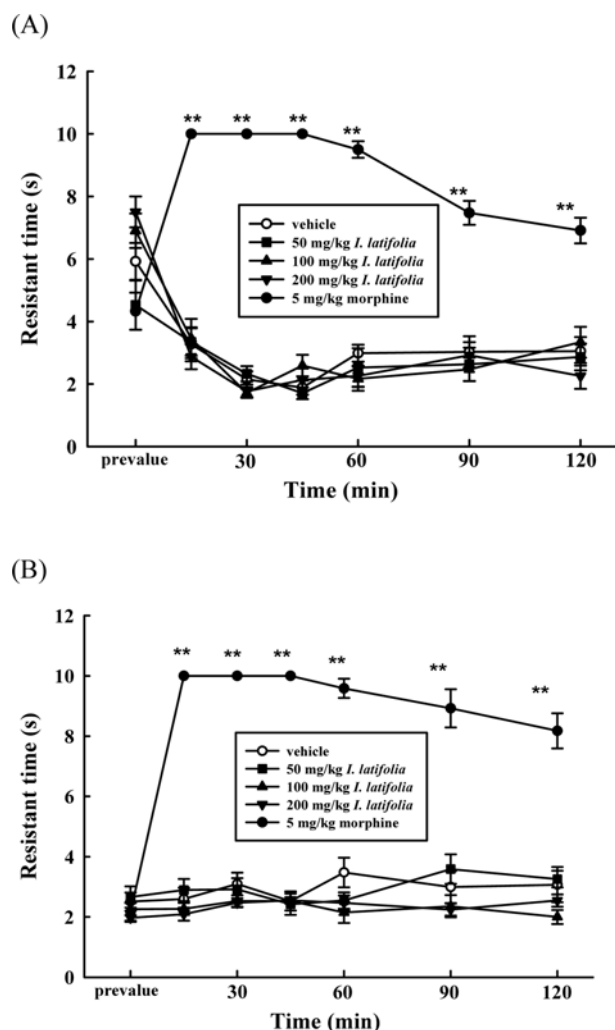 (A)
12
10
8
6
4
2
0
Resistant time (s)
** ** ** ** ** **
vehicle
50 mg/kg I. latifolia
100 mg/kg I. latifolia
200 mg/kg I. latifolia
5 mg/kg morphine
prevalue 30 60 90 120
Time (min)
(B)
12
10
8
6
4
2
0
Resistant time (s)
** ** ** ** ** **
vehicle
50 mg/kg I. latifolia
100 mg/kg I. latifolia
200 mg/kg I. latifolia
5 mg/kg morphine
prevalue 30 60 90 120
Time (min)